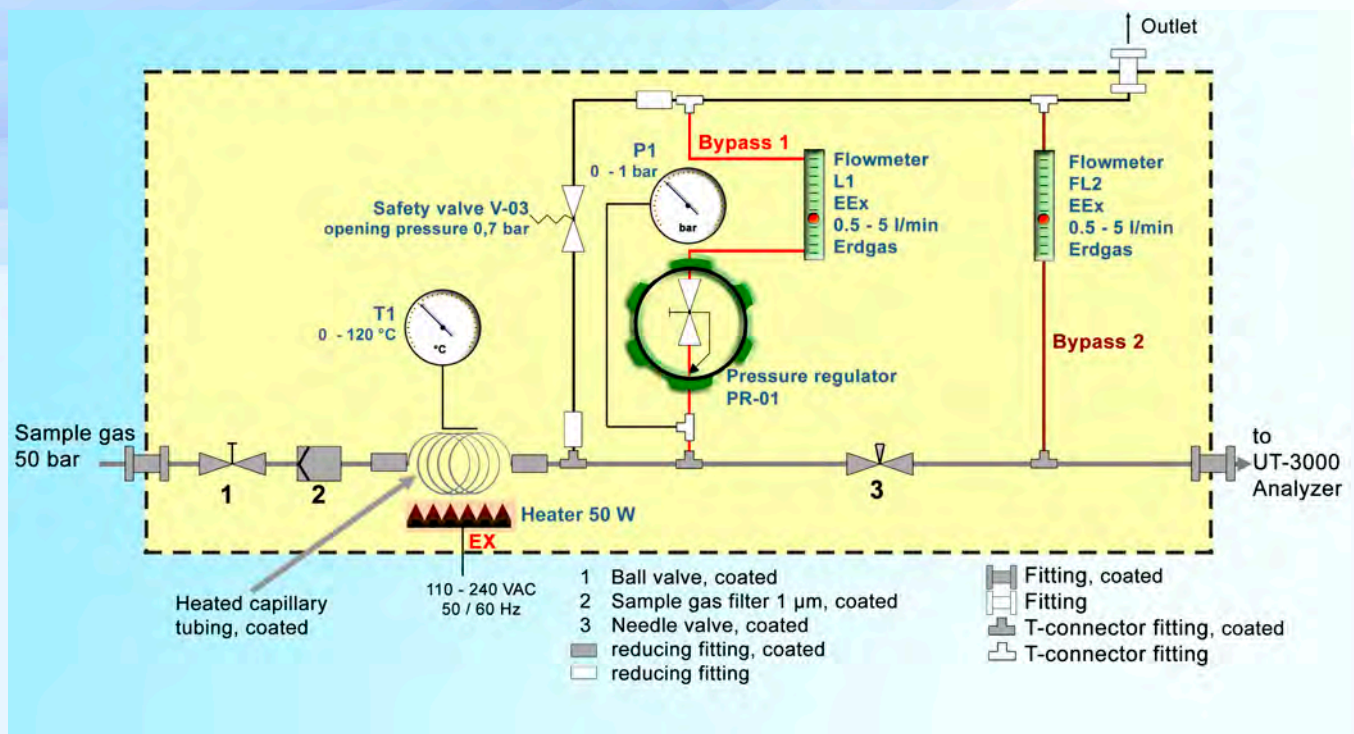 Outlet
Bypass 1
P1
0 - 1 bar
bar
Flowmeter
L1
EEx
0.5 - 5 l/min
Erdgas
Flowmeter
FL2
EEx
0.5 - 5 l/min
Erdgas
Safety valve V-03
opening pressure 0,7 bar
T1
0 - 120 °C
°C
Bypass 2
Pressure regulator
PR-01
Sample gas
50 bar
to
UT-3000
Analyzer
1
2
3
Heater 50 W
EX
110 - 240 VAC
50 / 60 Hz
Heated capillary
tubing, coated
1 Ball valve, coated
2 Sample gas filter 1 µm, coated
3 Needle valve, coated
reducing fitting, coated
reducing fitting
Fitting, coated
Fitting
T-connector fitting, coated
T-connector fitting